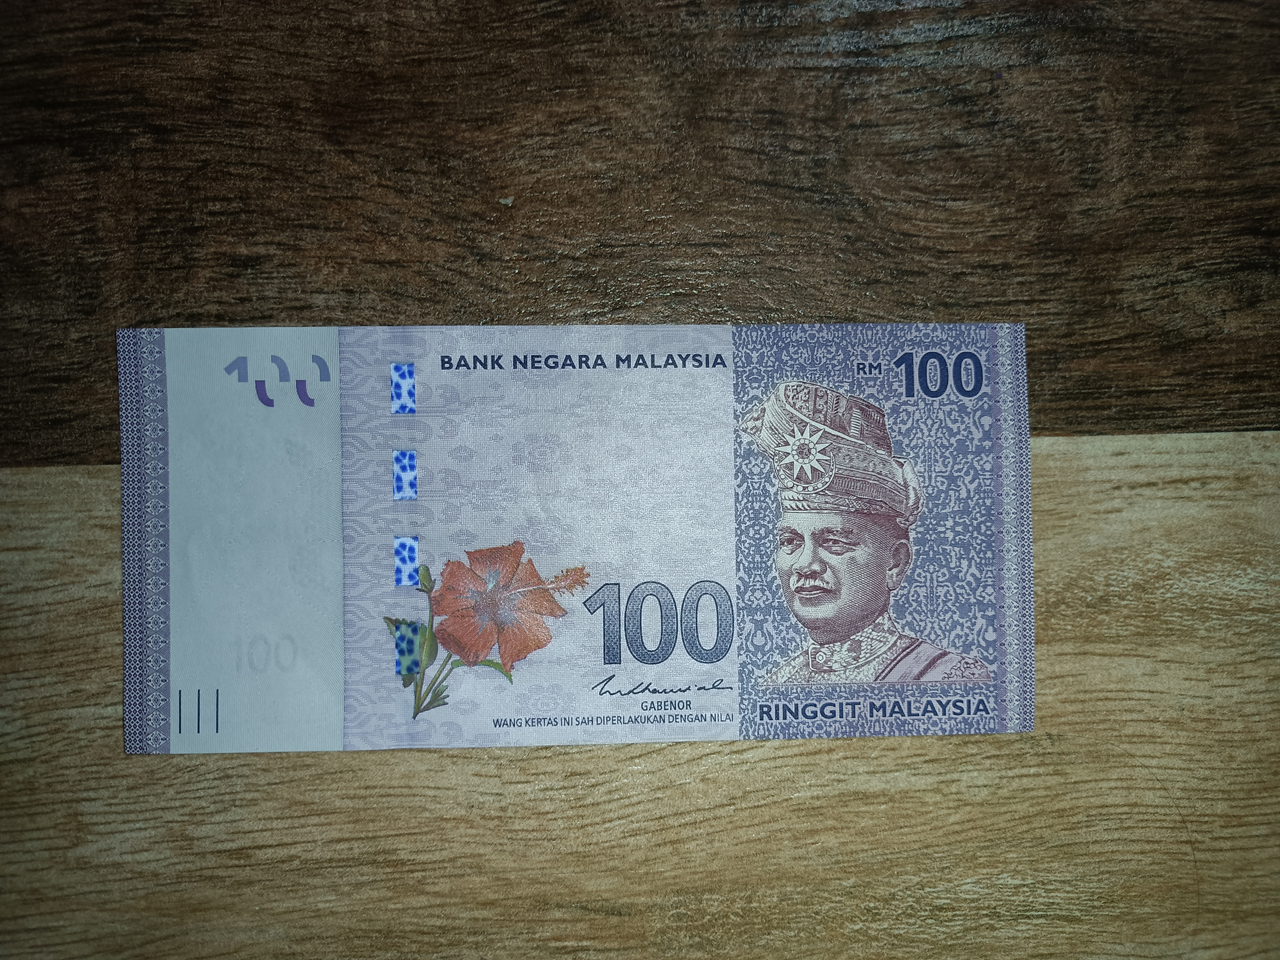 100
BANK NEGARA MALAYSIA
RM 100
100
100
GABENOR
WANG KERTAS INI SAH DIPERLAKUKAN DENGAN NILAI
RINGGIT MALAYSIA